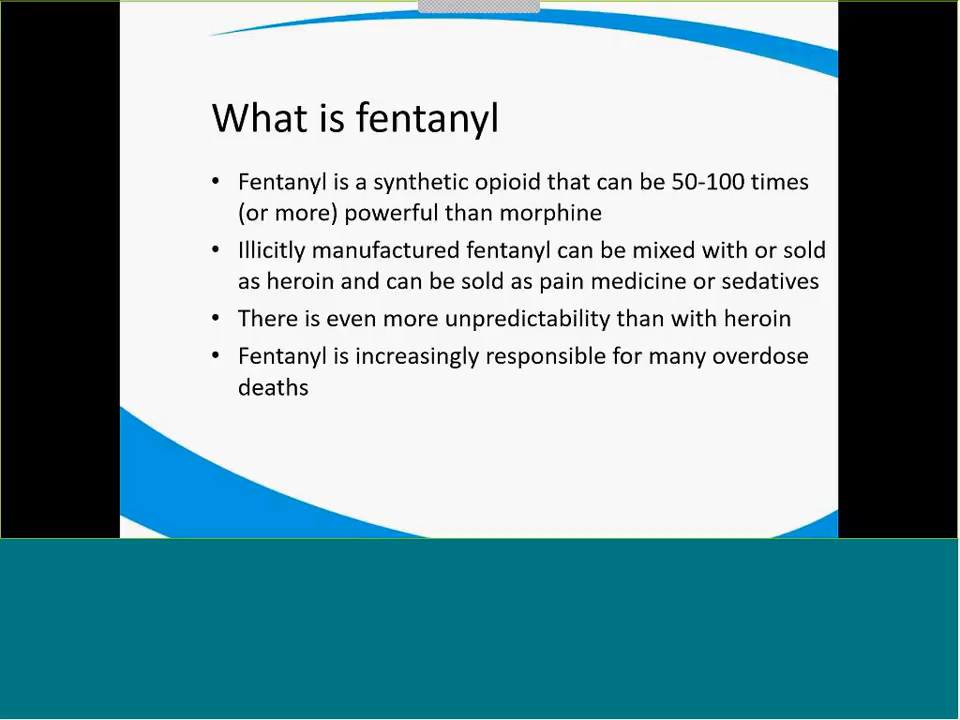 What is fentanyl
• Fentanyl is a synthetic opioid that can be 50-100 times
(or more) powerful than morphine
• Illicitly manufactured fentanyl can be mixed with or sold
as heroin and can be sold as pain medicine or sedatives
• There is even more unpredictability than with heroin
• Fentanyl is increasingly responsible for many overdose
deaths